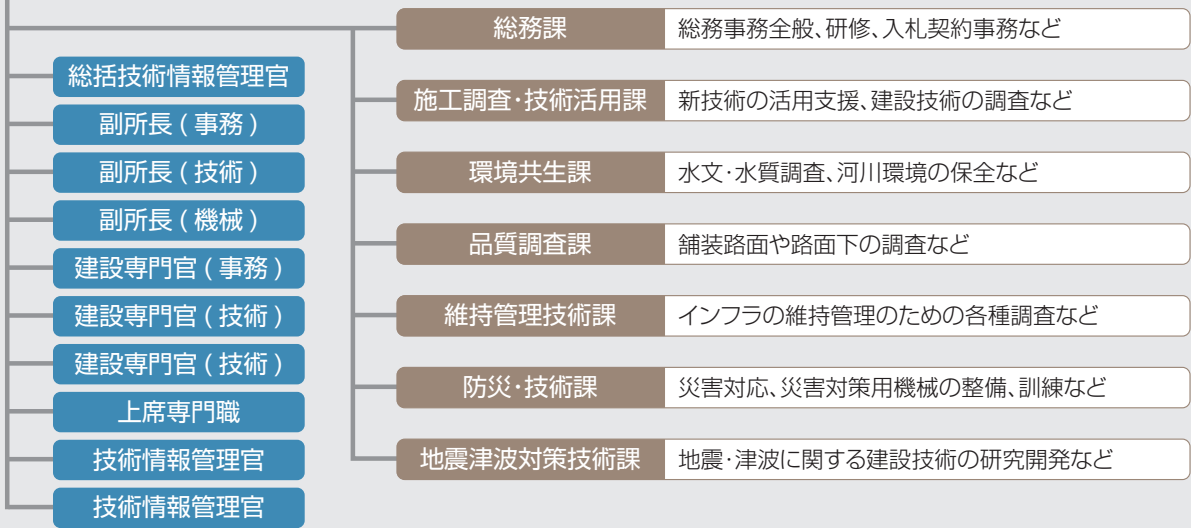 総務課 総務事務全般、研修、入札契約事務など
総括技術情報管理官
副所長 ( 事務 )
副所長 ( 技術 )
副所長 ( 機械 )
建設専門官 ( 事務 )
建設専門官 ( 技術 )
建設専門官 ( 技術 )
上席専門職
技術情報管理官
技術情報管理官
施工調査・技術活用課 新技術の活用支援、建設技術の調査など
環境共生課 水文・水質調査、河川環境の保全など
品質調査課 舗装路面や路面下の調査など
維持管理技術課 インフラの維持管理のための各種調査など
防災・技術課 災害対応、災害対策用機械の整備、訓練など
地震津波対策技術課 地震・津波に関する建設技術の研究開発など